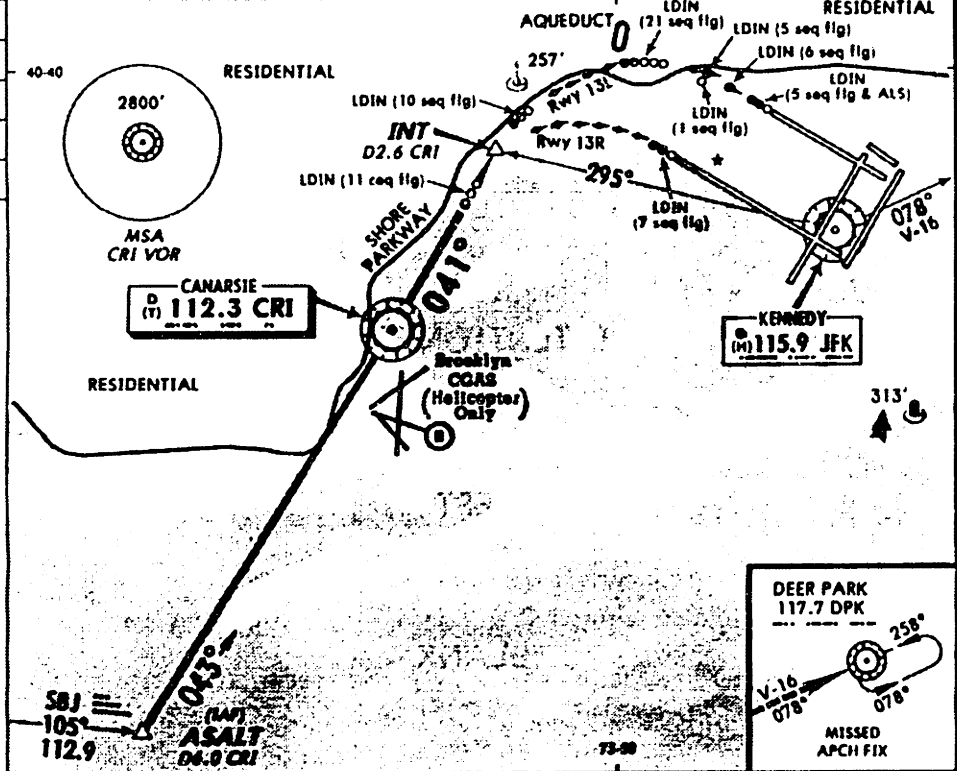 LDIN
(21 seq flg)
RESIDENTIAL
AQUEDUCT
LDIN (5 seq flg)
LDIN (6 seq flg)
257'
40-40
RESIDENTIAL
LDIN
(5 seq flg & ALS)
2800'
LDIN (10 seq flg)
Rwy 13L
LDIN
(1 seq flg)
INT
D2.6 CRI
Rwy 13R
295°
LDIN (11 seq flg)
LDIN
(7 seq flg)
078°
V-16
SHORE
PARKWAY
MSA
CRI VOR
041°
CANARSIE
D
(T) 112.3 CRI
KENNEDY
(H) 115.9 JFK
Brooklyn
CGAS
(Helicopter
Only)
RESIDENTIAL
313'
DEER PARK
117.7 DPK
258°
V-16
078°
078°
MISSED
APCH FIX
043°
SBJ
105°
112.9
(IAF)
ASALT
D6.0 CRI
73-50